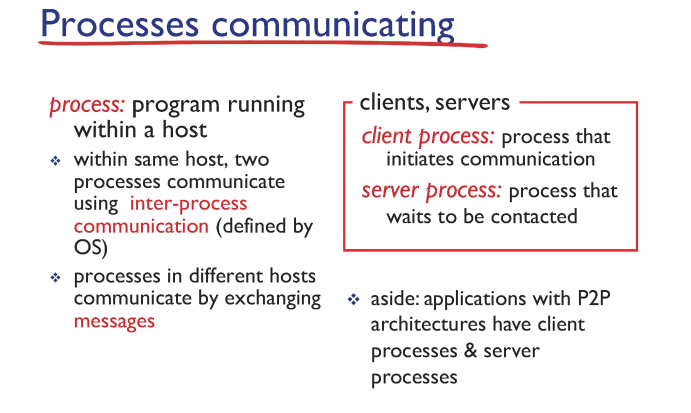 Processes communicating
process: program running
within a host
❖ within same host, two
processes communicate
using inter-process
communication (defined by
OS)
❖ processes in different hosts
communicate by exchanging
messages
clients, servers
client process: process that
initiates communication
server process: process that
waits to be contacted
❖ aside: applications with P2P
architectures have client
processes & server
processes